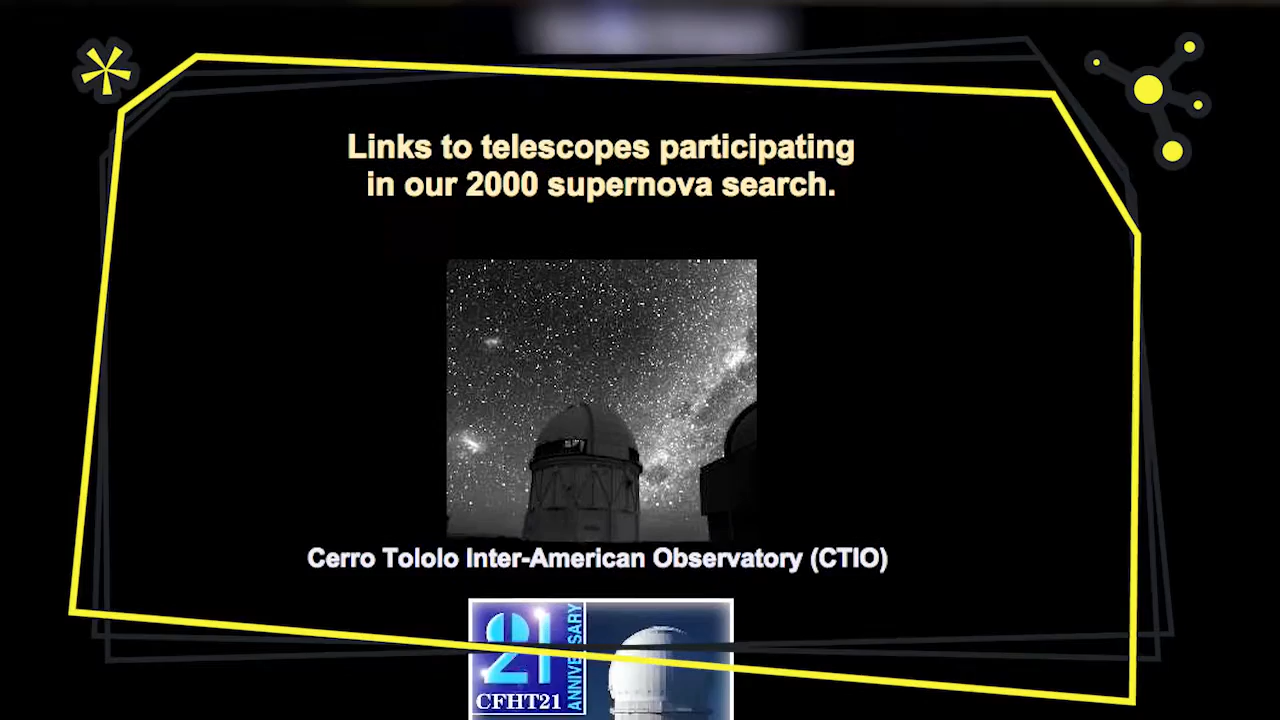 Links to telescopes participating
in our 2000 supernova search.
Cerro Tololo Inter-American Observatory (CTIO)
21
ANNIVERSARY
CFHT21